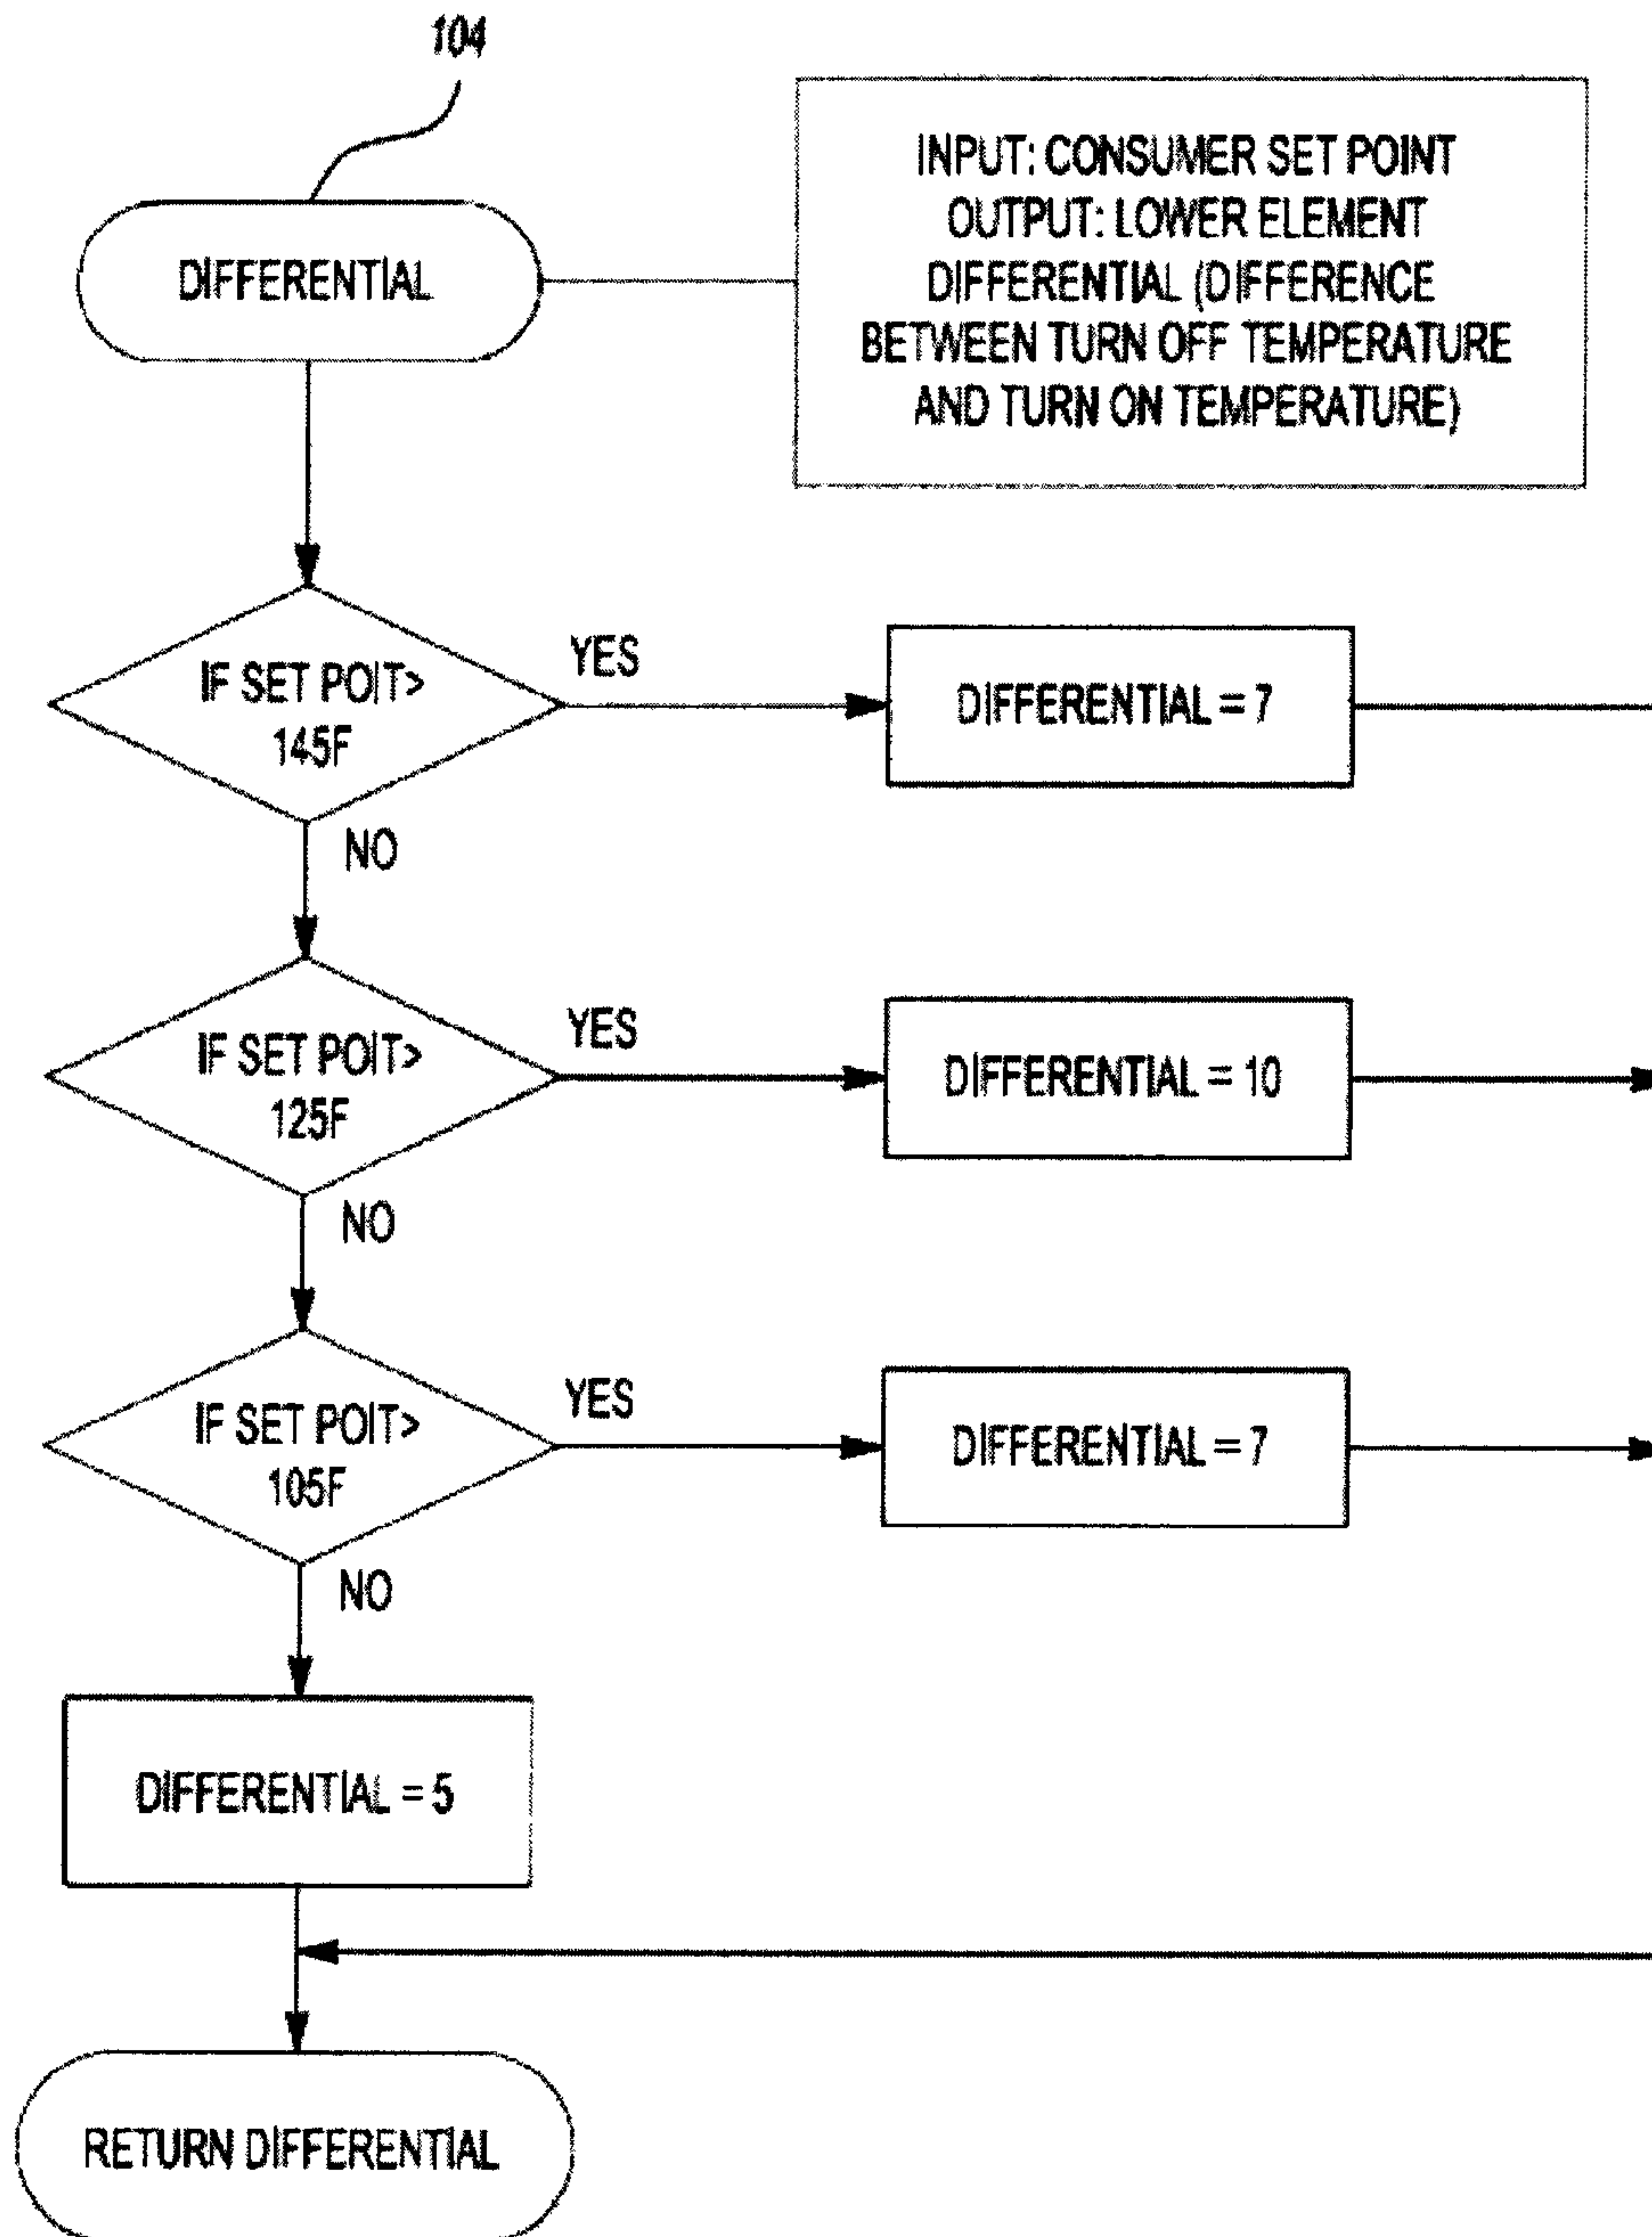 104
DIFFERENTIAL
INPUT: CONSUMER SET POINT
OUTPUT: LOWER ELEMENT
DIFFERENTIAL (DIFFERENCE
BETWEEN TURN OFF TEMPERATURE
AND TURN ON TEMPERATURE)
IF SET POIT>
145F
YES
DIFFERENTIAL = 7
NO
IF SET POIT>
125F
YES
DIFFERENTIAL = 10
NO
IF SET POIT>
105F
YES
DIFFERENTIAL = 7
NO
DIFFERENTIAL = 5
RETURN DIFFERENTIAL